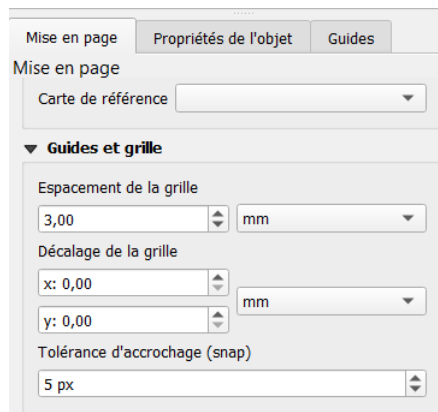 Mise en page Propriétés de l'objet Guides
Mise en page
Carte de référence
Guides et grille
Espacement de la grille
3,00 mm
Décalage de la grille
x: 0,00
mm
y: 0,00
Tolérance d'accrochage (snap)
5 px